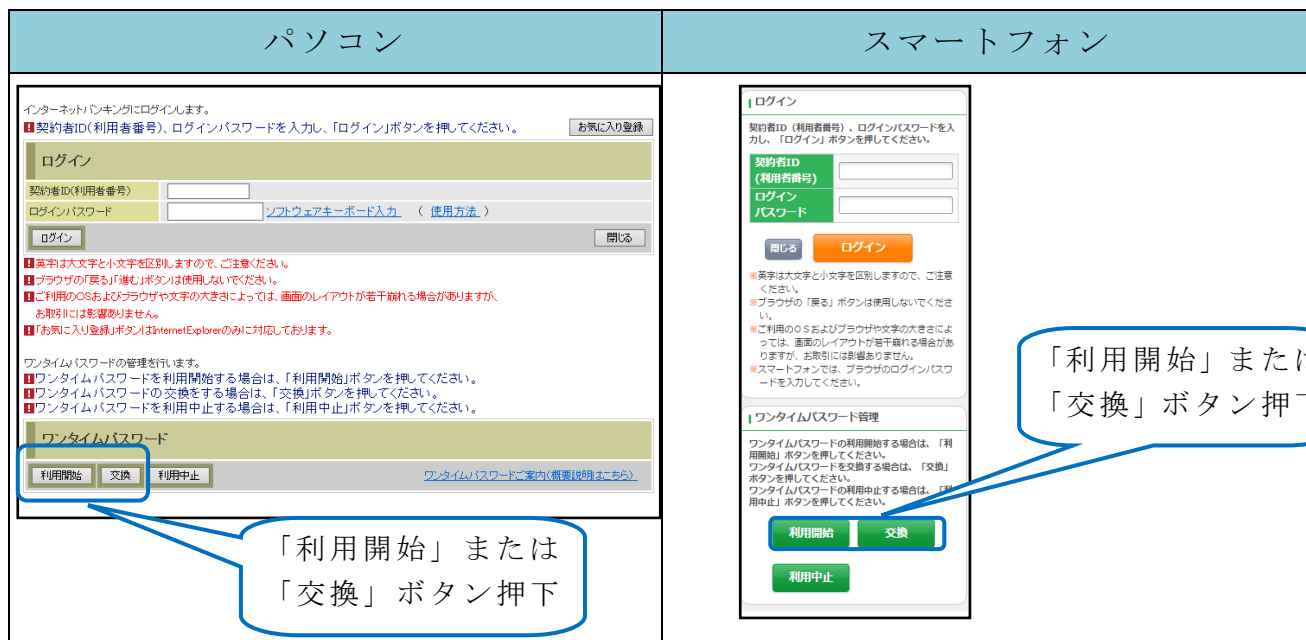 パソコン
インターネットバンキングにログインします。
契約者ID(利用者番号)、ログインパスワードを入力し、「ログイン」ボタンを押してください。
お気に入り登録
ログイン
契約者ID(利用者番号)
ログインパスワード
ソフトウェアキーボード入力 ( 使用方法 )
ログイン
閉じる
英字は大文字と小文字を区別しますので、ご注意ください。
ブラウザの「戻る」「進む」ボタンは使用しないでください。
ご利用のOSおよびブラウザや文字の大きさによっては、画面のレイアウトが若干崩れる場合がありますが、
お取引には影響ありません。
「お気に入り登録」ボタンはInternetExplorerのみに対応しております。
ワンタイムパスワードの管理を行います。
ワンタイムパスワードを利用開始する場合は、「利用開始」ボタンを押してください。
ワンタイムパスワードの交換をする場合は、「交換」ボタンを押してください。
ワンタイムパスワードを利用中止する場合は、「利用中止」ボタンを押してください。
ワンタイムパスワード
利用開始 交換 利用中止
ワンタイムパスワードご案内(概要説明はこちら)
「利用開始」または
「交換」ボタン押下
スマートフォン
ログイン
契約者ID(利用者番号)、ログインパスワードを入
力し、「ログイン」ボタンを押してください。
契約者ID
(利用者番号)
ログイン
パスワード
閉じる ログイン
※英字は大文字と小文字を区別しますので、ご注意
ください。
※ブラウザの「戻る」ボタンは使用しないでくださ
い。
※ご利用のOSおよびブラウザや文字の大きさによ
っては、画面のレイアウトが若干崩れる場合があ
りますが、お取引には影響ありません。
※スマートフォンでは、ブラウザのログインパスワ
ードを入力してください。
ワンタイムパスワード管理
ワンタイムパスワードの利用開始する場合は、「利
用開始」ボタンを押してください。
ワンタイムパスワードを交換する場合は、「交換」
ボタンを押してください。
ワンタイムパスワードの利用中止する場合は、「利
用中止」ボタンを押してください。
利用開始 交換
利用中止
「利用開始」または
「交換」ボタン押下